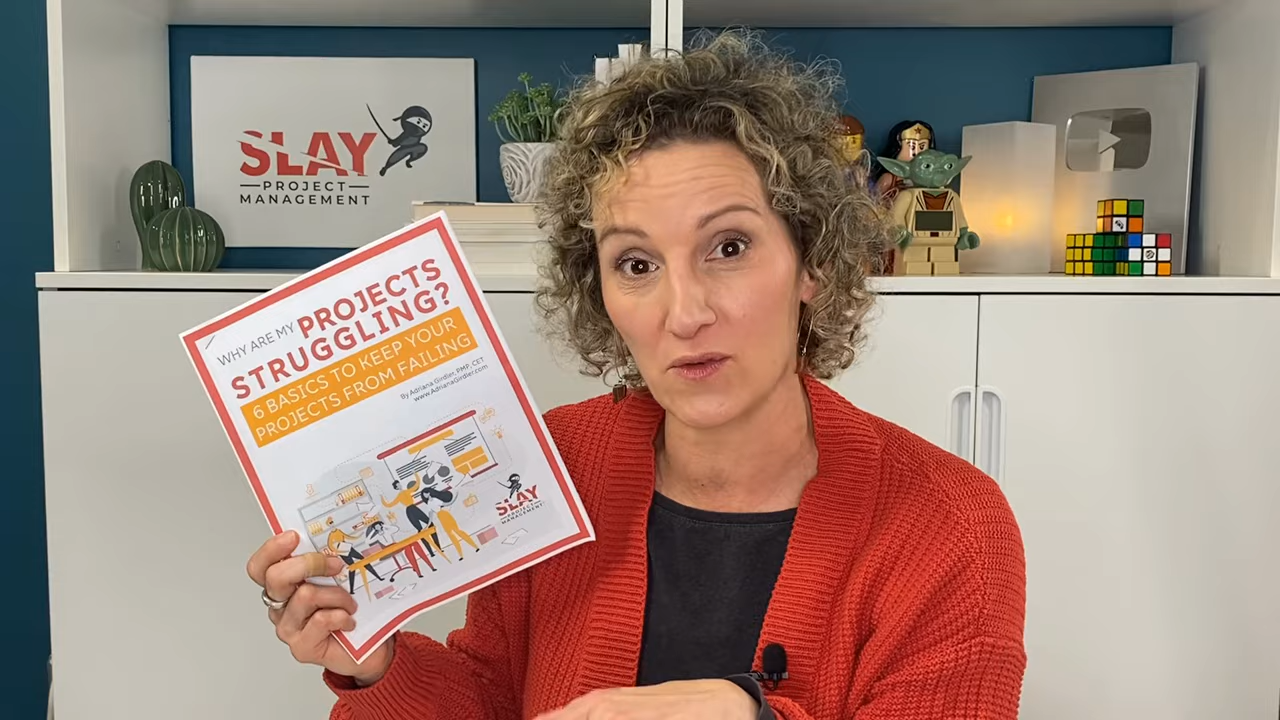 SLAY
PROJECT
MANAGEMENT
WHY ARE MY PROJECTS
STRUGGLING?
6 BASICS TO KEEP YOUR
PROJECTS FROM FAILING
By Adriana Girdler, PMP, CET
www.AdrianaGirdler.com
SLAY
PROJECT
MANAGEMENT